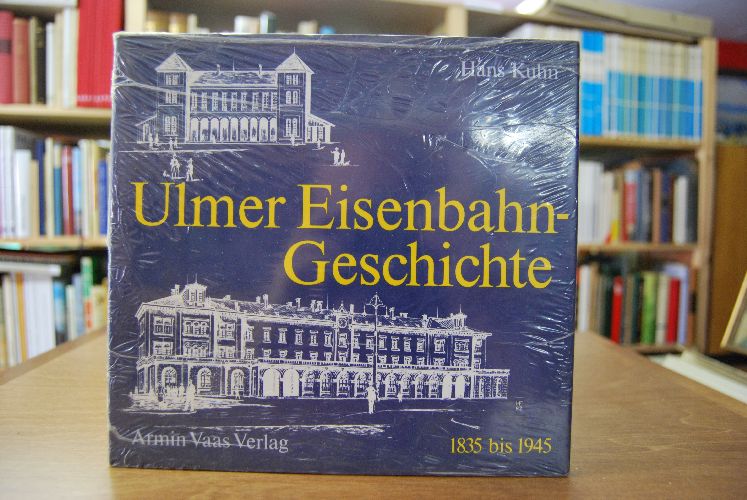 Hans Kuhn
Ulmer Eisenbahn-
Geschichte
Armin Vaas Verlag
1835 bis 1945